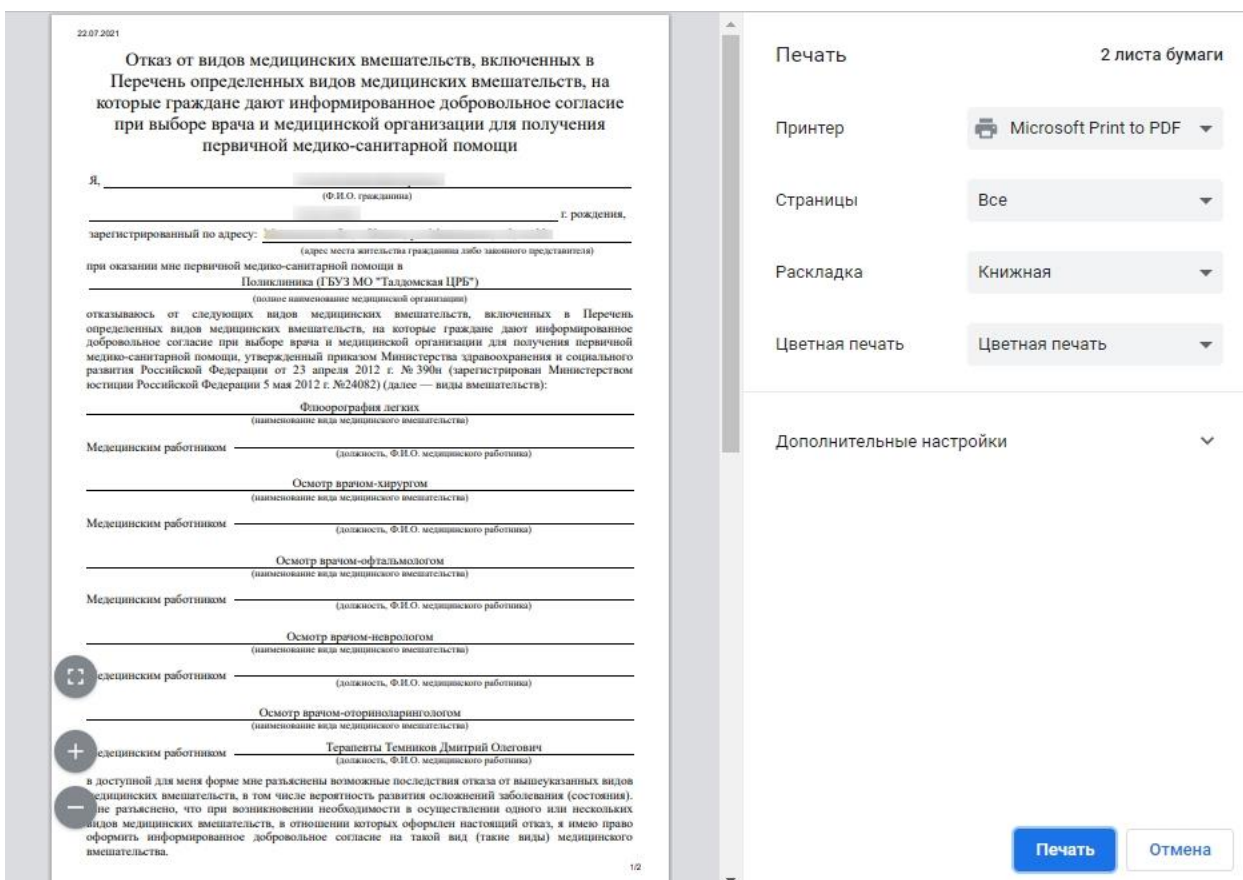 22.07.2021
Отказ от видов медицинских вмешательств, включенных в
Перечень определенных видов медицинских вмешательств, на
которые граждане дают информированное добровольное согласие
при выборе врача и медицинской организации для получения
первичной медико-санитарной помощи
Я,
(Ф.И.О. гражданина)
г. рождения,
зарегистрированный по адресу:
(адрес места жительства гражданина либо законного представителя)
при оказании мне первичной медико-санитарной помощи в
Поликлиника (ГБУЗ МО "Талдомская ЦРБ")
(полное наименование медицинской организации)
отказываюсь от следующих видов медицинских вмешательств, включенных в Перечень
определенных видов медицинских вмешательств, на которые граждане дают информированное
добровольное согласие при выборе врача и медицинской организации для получения первичной
медико-санитарной помощи, утвержденный приказом Министерства здравоохранения и социального
развития Российской Федерации от 23 апреля 2012 г. № 390н (зарегистрирован Министерством
юстиции Российской Федерации 5 мая 2012 г. №24082) (далее — виды вмешательств):
Флюорография легких
(наименование вида медицинского вмешательства)
Медецинским работником
(должность, Ф.И.О. медицинского работника)
Осмотр врачом-хирургом
(наименование вида медицинского вмешательства)
Медецинским работником
(должность, Ф.И.О. медицинского работника)
Осмотр врачом-офтальмологом
(наименование вида медицинского вмешательства)
Медецинским работником
(должность, Ф.И.О. медицинского работника)
Осмотр врачом-неврологом
(наименование вида медицинского вмешательства)
едецинским работником
(должность, Ф.И.О. медицинского работника)
Осмотр врачом-оториноларингологом
(наименование вида медицинского вмешательства)
едецинским работником Терапевты Темников Дмитрий Олегович
(должность, Ф.И.О. медицинского работника)
в доступной для меня форме мне разъяснены возможные последствия отказа от вышеуказанных видов
едицинских вмешательств, в том числе вероятность развития осложнений заболевания (состояния).
не разъяснено, что при возникновении необходимости в осуществлении одного или нескольких
видов медицинских вмешательств, в отношении которых оформлен настоящий отказ, я имею право
оформить информированное добровольное согласие на такой вид (такие виды) медицинского
вмешательства.
1/2
Печать 2 листа бумаги
Принтер Microsoft Print to PDF
Страницы Все
Раскладка Книжная
Цветная печать Цветная печать
Дополнительные настройки
Печать Отмена